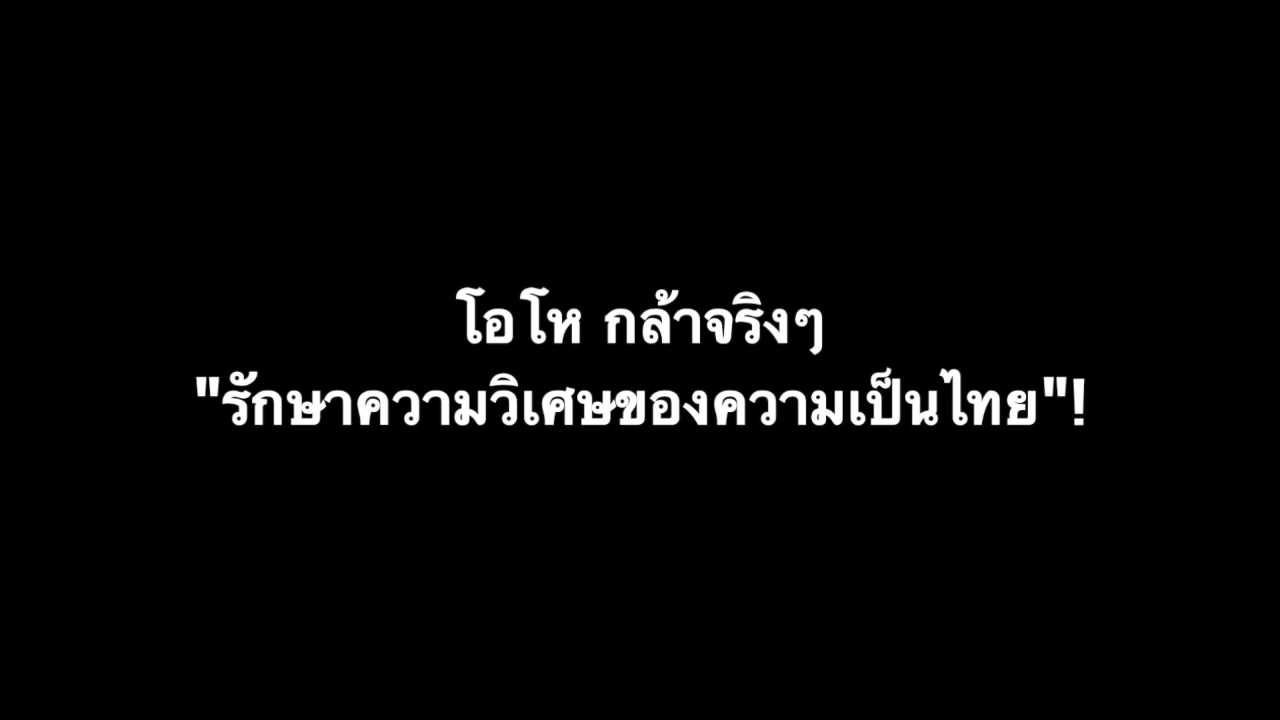 โอโห กล้าจริงๆ
"รักษาความวิเศษของความเป็นไทย"!